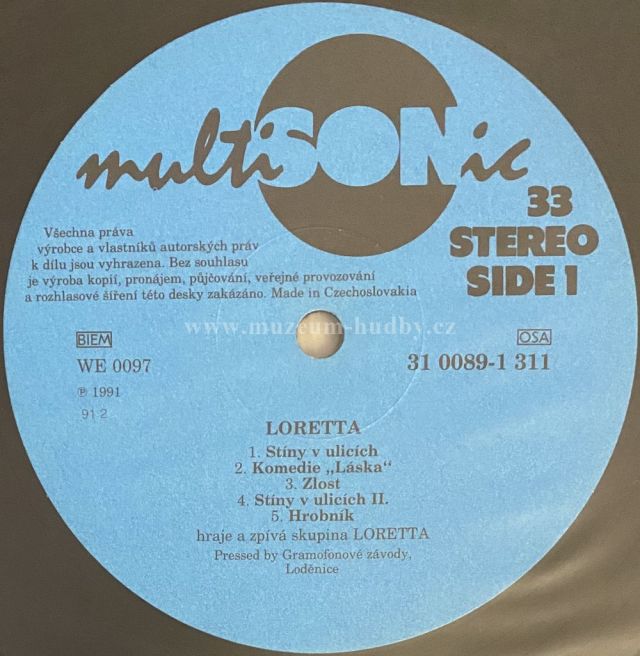 multiSONic
33
STEREO
SIDE 1
Všechna práva
výrobce a vlastníků autorských práv
k dílu jsou vyhrazena. Bez souhlasu
je výroba kopií, pronájem, půjčování, veřejné provozování
a rozhlasové šíření této desky zakázáno. Made in Czechoslovakia
www.muzeum-hudby.cz
BIEM
OSA
WE 0097
31 0089-1 311
℗ 1991
91 2
LORETTA
1. Stíny v ulicích
2. Komedie „Láska“
3. Zlost
4. Stíny v ulicích II.
5. Hrobník
hraje a zpívá skupina LORETTA
Pressed by Gramofonové závody,
Loděnice